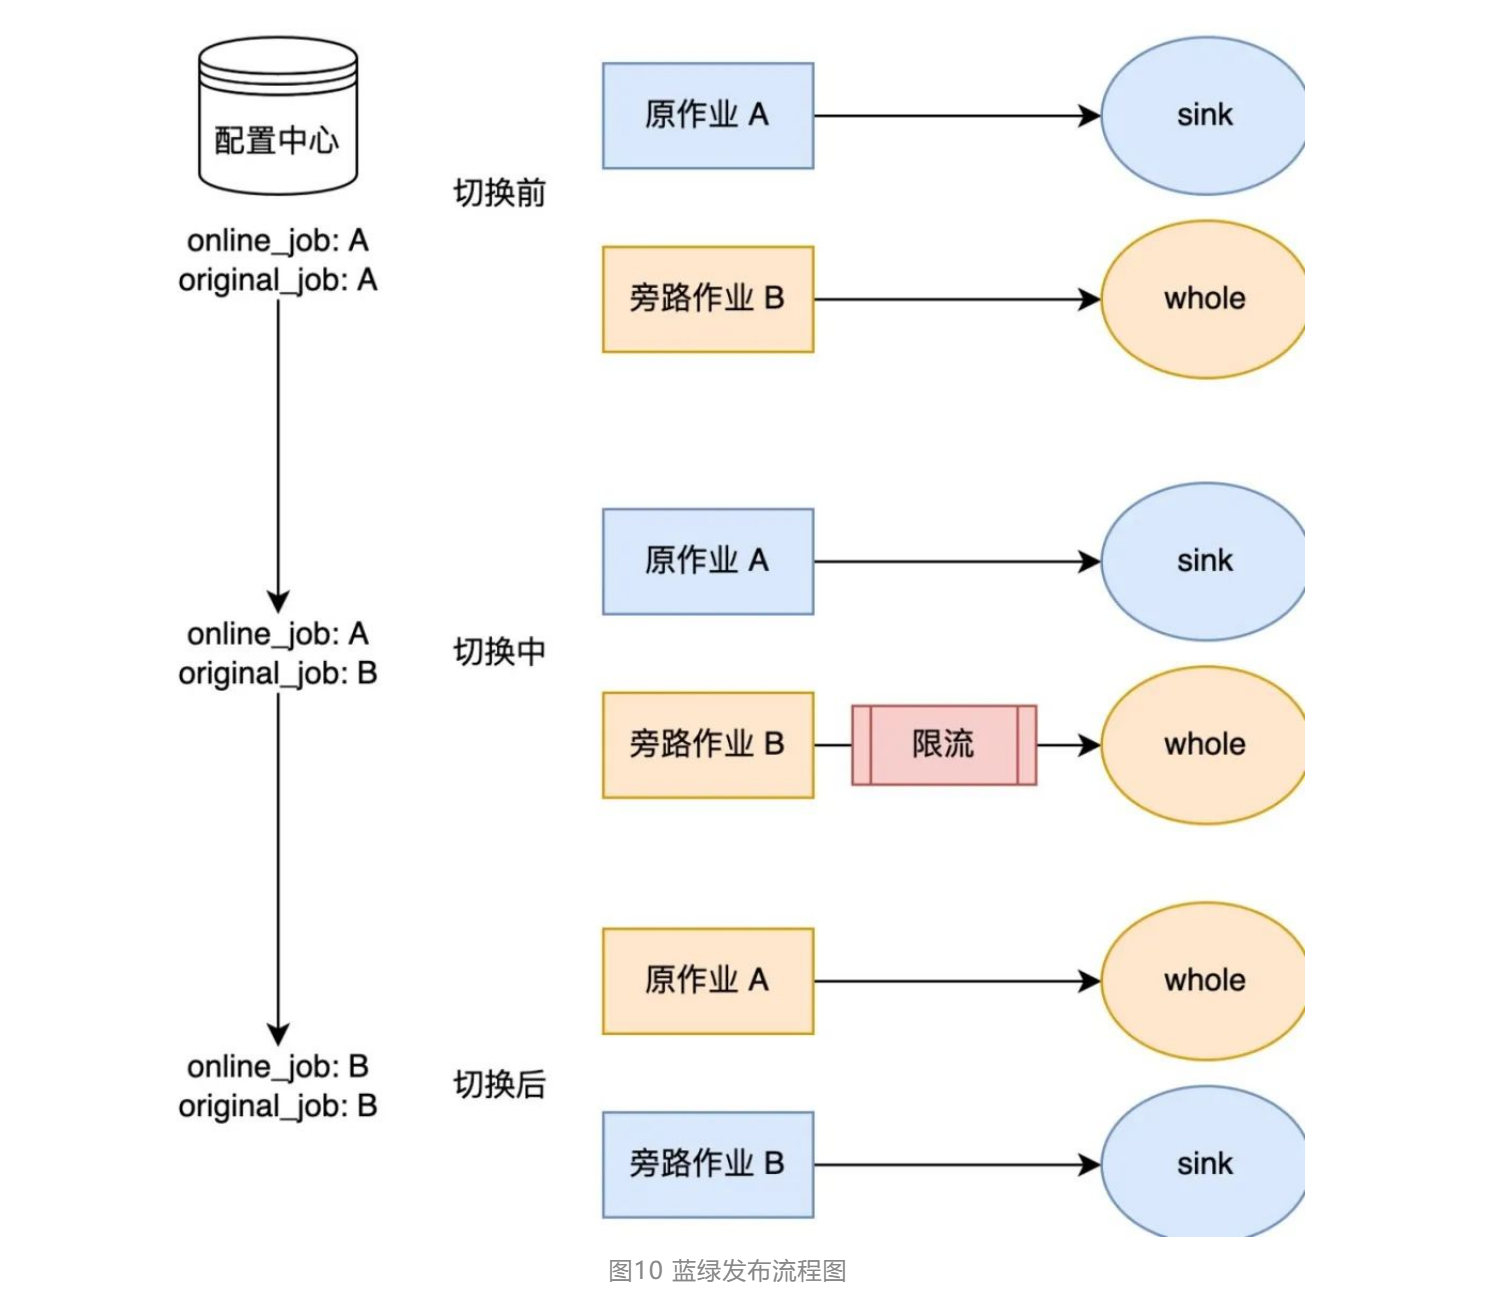 配置中心
online_job: A
original_job: A
切换前
原作业 A
sink
旁路作业 B
whole
online_job: A
original_job: B
切换中
原作业 A
sink
旁路作业 B
限流
whole
online_job: B
original_job: B
切换后
原作业 A
whole
旁路作业 B
sink
图10 蓝绿发布流程图